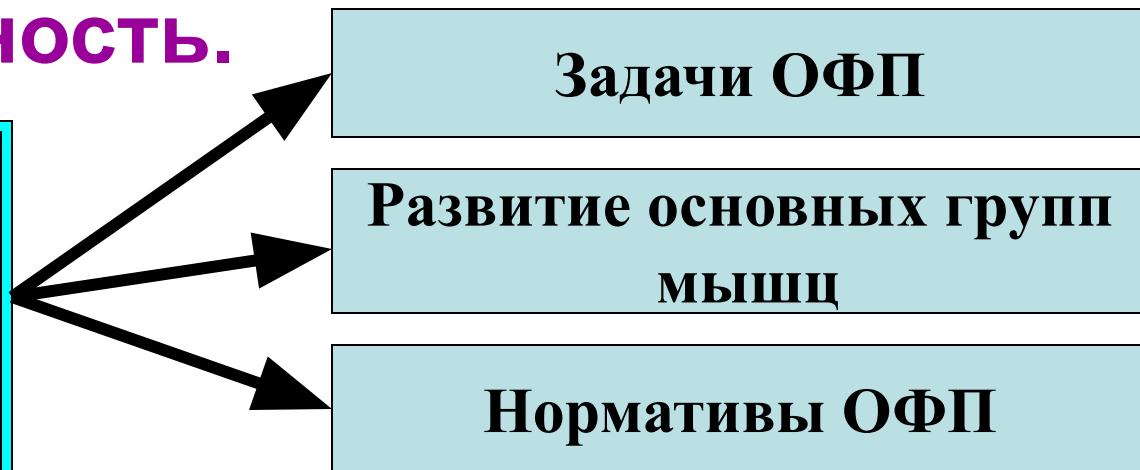 ность.
Задачи ОФП
Развитие основных групп
мышц
Нормативы ОФП